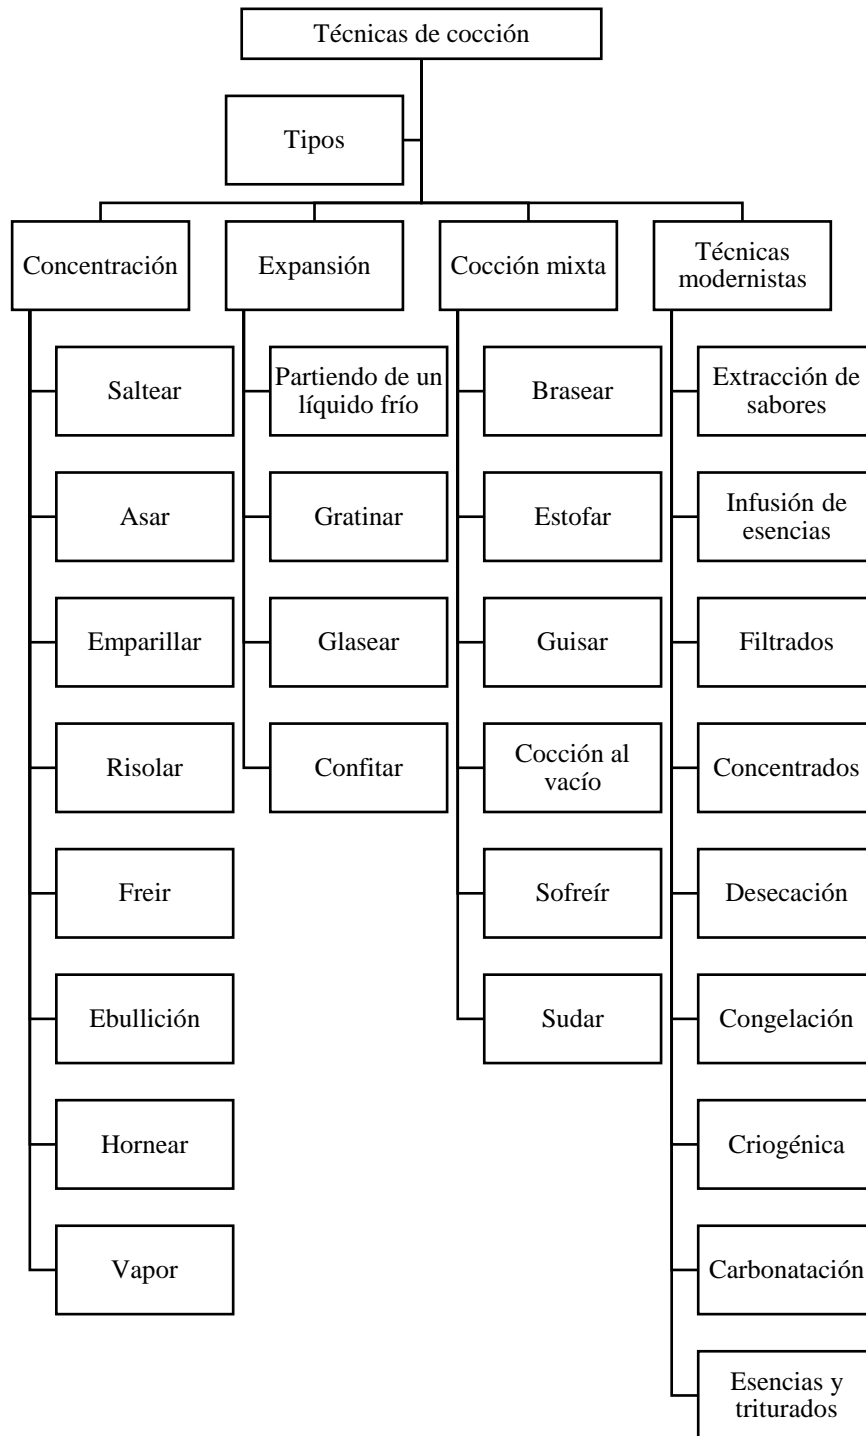 Técnicas de cocción
Tipos
Concentración
Saltear
Asar
Emparillar
Risolar
Freir
Ebullición
Hornear
Vapor
Expansión
Partiendo de un
líquido frío
Gratinar
Glasear
Confitar
Cocción mixta
Brasear
Estofar
Guisar
Cocción al
vacío
Sofreír
Sudar
Técnicas
modernistas
Extracción de
sabores
Infusión de
esencias
Filtrados
Concentrados
Desecación
Congelación
Criogénica
Carbonatación
Esencias y
triturados